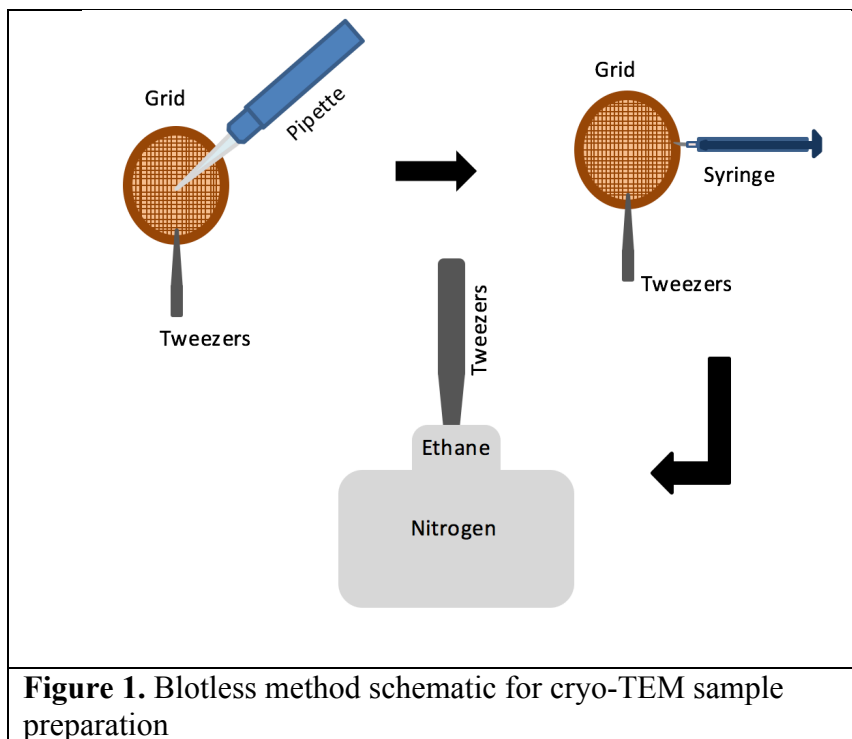 Grid
Pipette
Tweezers
Grid
Syringe
Tweezers
Tweezers
Ethane
Nitrogen
Figure 1. Blotless method schematic for cryo-TEM sample
preparation